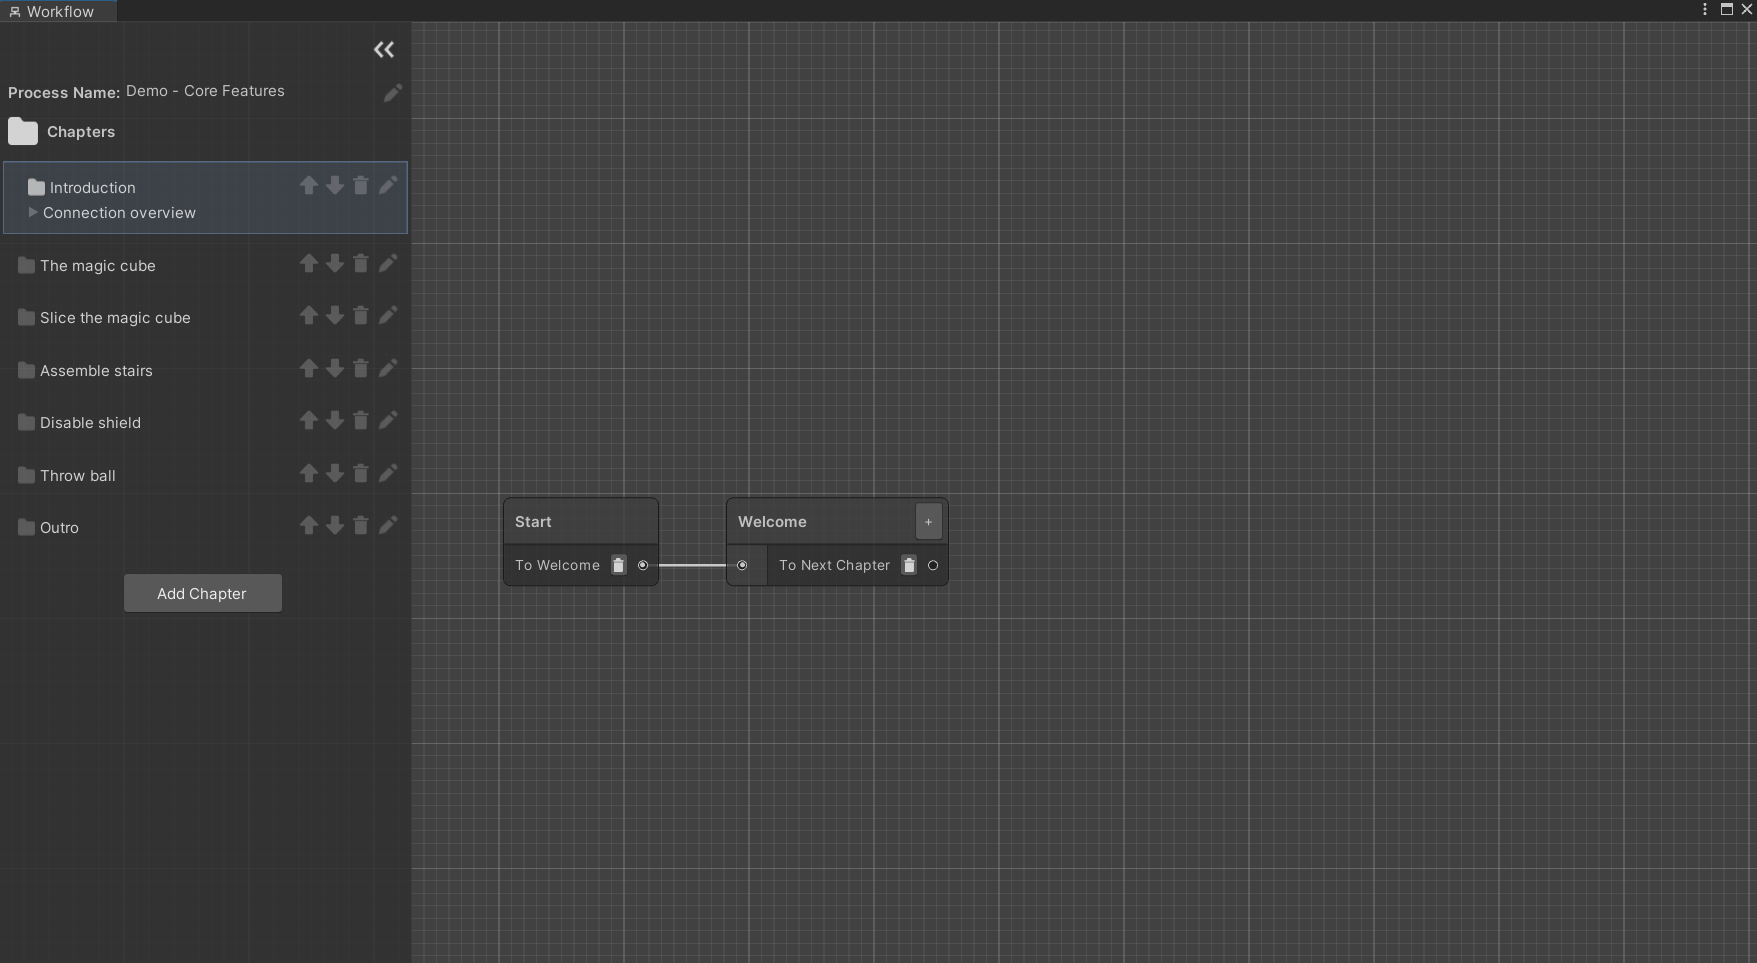 Workflow
Process Name: Demo - Core Features
Chapters
Introduction
Connection overview
The magic cube
Slice the magic cube
Assemble stairs
Disable shield
Throw ball
Outro
Add Chapter
Start
To Welcome
Welcome
+
To Next Chapter